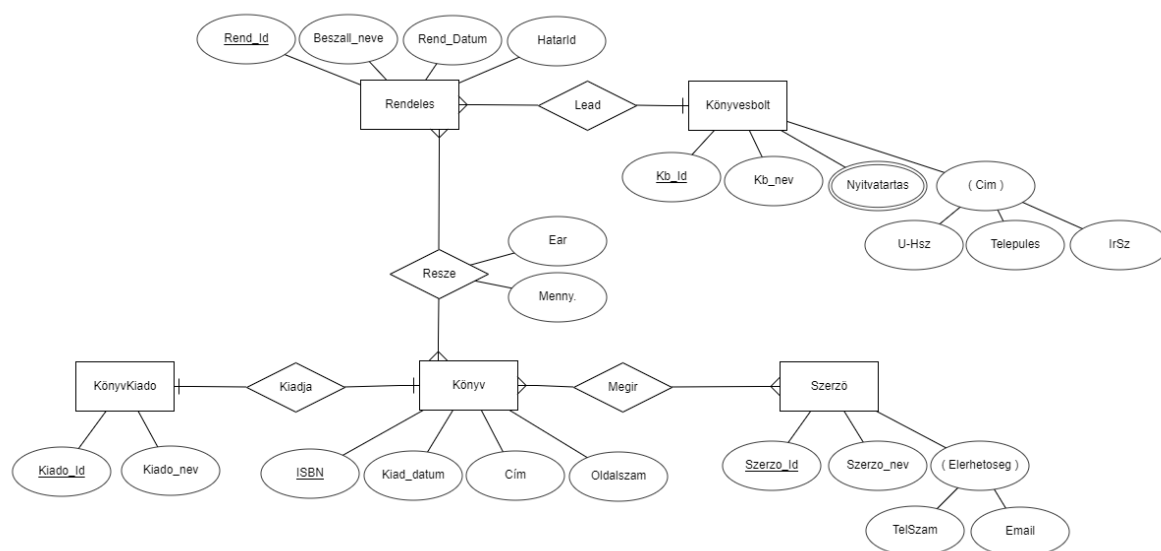 Rend_Id
Beszall_neve
Rend_Datum
HatarId
Rendeles
Lead
Könyvesbolt
Kb_Id
Kb_nev
Nyitvatartas
( Cim )
U-Hsz
Telepules
IrSz
Ear
Resze
Menny.
KönyvKiado
Kiadja
Könyv
Megir
Szerzö
Kiado_Id
Kiado_nev
ISBN
Kiad_datum
Cím
Oldalszam
Szerzo_Id
Szerzo_nev
( Elerhetoseg )
TelSzam
Email